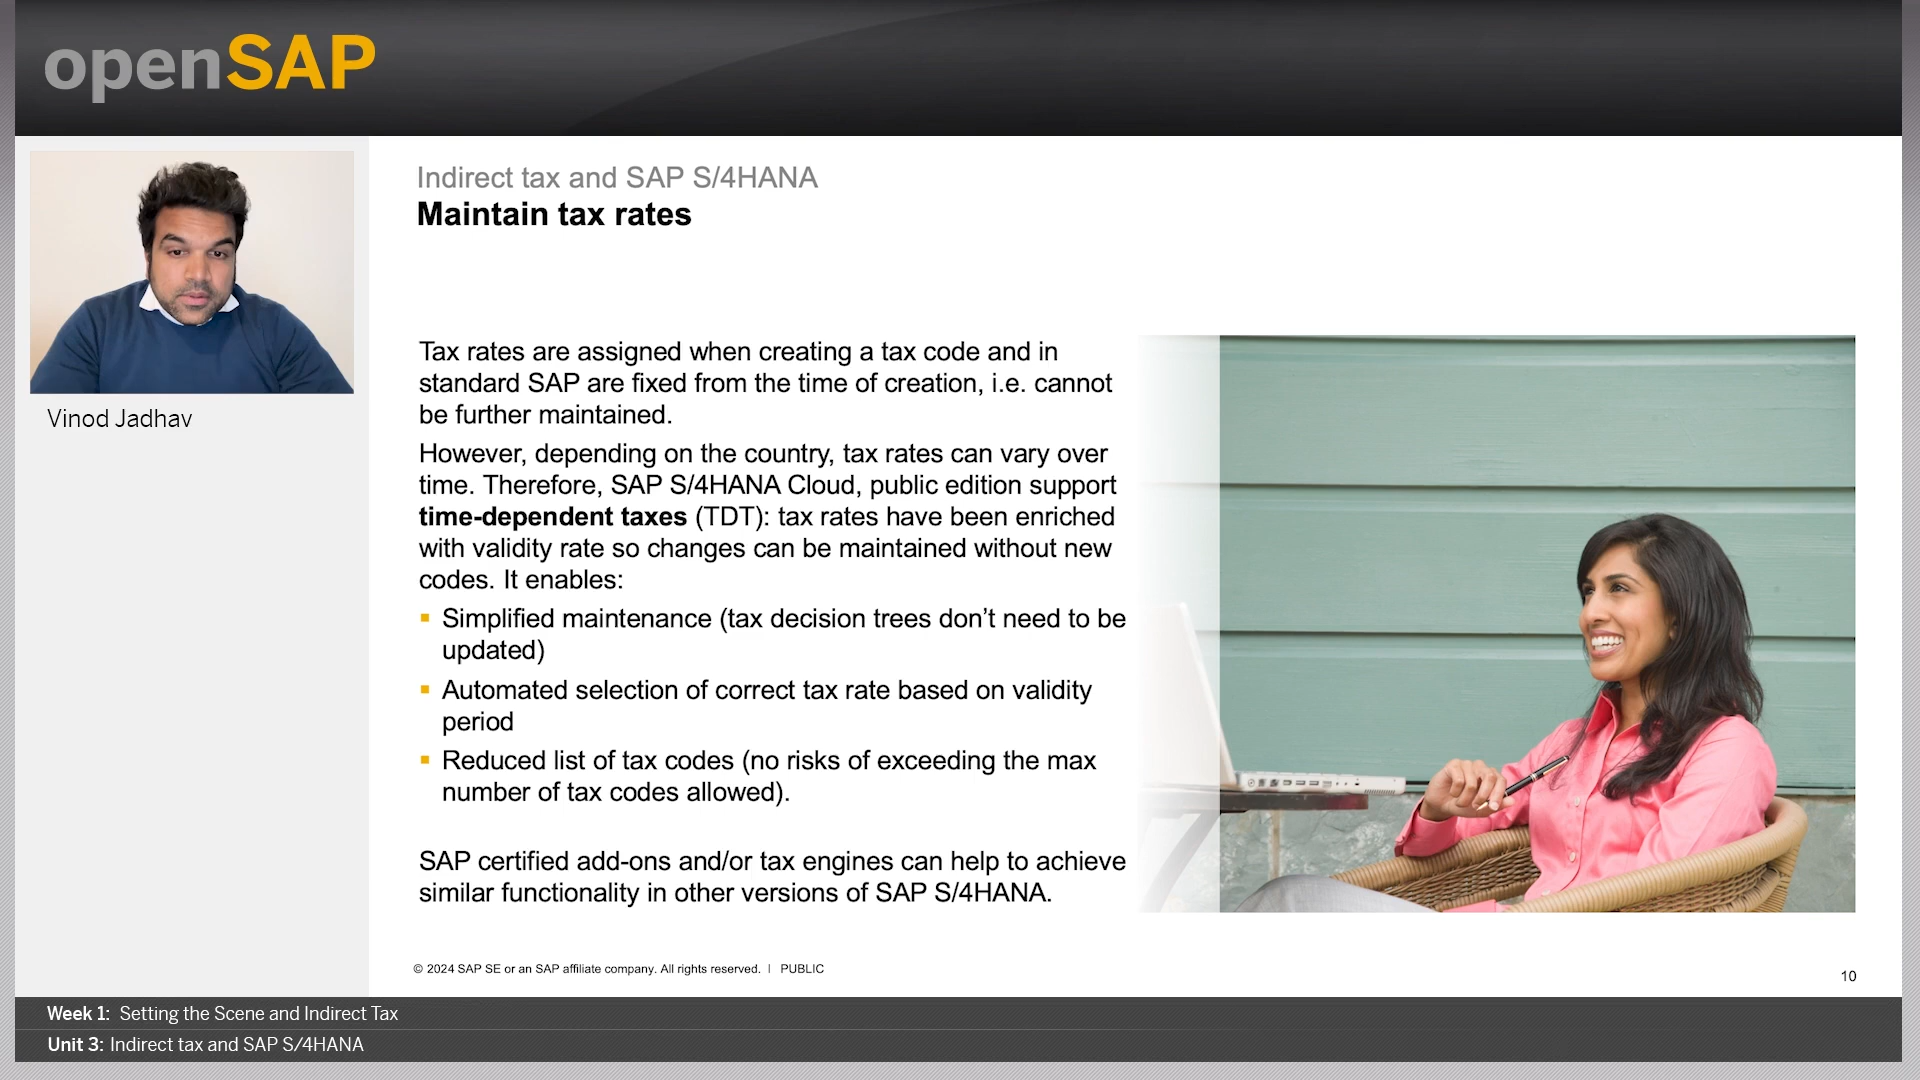 openSAP
Vinod Jadhav
Indirect tax and SAP S/4HANA
Maintain tax rates
Tax rates are assigned when creating a tax code and in
standard SAP are fixed from the time of creation, i.e. cannot
be further maintained.
However, depending on the country, tax rates can vary over
time. Therefore, SAP S/4HANA Cloud, public edition support
time-dependent taxes (TDT): tax rates have been enriched
with validity rate so changes can be maintained without new
codes. It enables:
▪ Simplified maintenance (tax decision trees don’t need to be
updated)
▪ Automated selection of correct tax rate based on validity
period
▪ Reduced list of tax codes (no risks of exceeding the max
number of tax codes allowed).
SAP certified add-ons and/or tax engines can help to achieve
similar functionality in other versions of SAP S/4HANA.
© 2024 SAP SE or an SAP affiliate company. All rights reserved. | PUBLIC
10
Week 1: Setting the Scene and Indirect Tax
Unit 3: Indirect tax and SAP S/4HANA